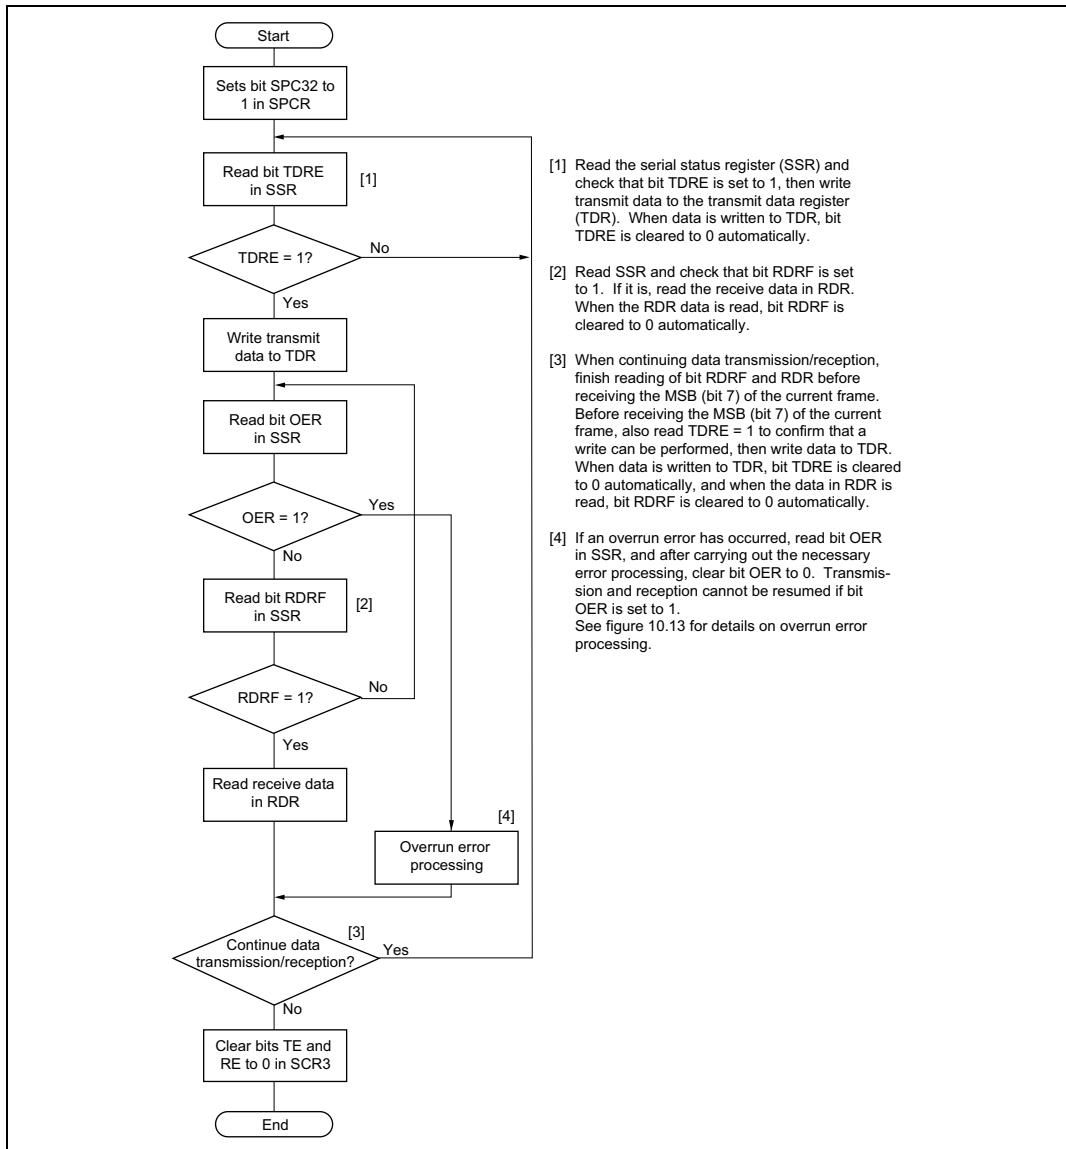 Start
Sets bit SPC32 to
1 in SPCR
Read bit TDRE
in SSR
[1]
TDRE = 1?
No
Yes
Write transmit
data to TDR
Read bit OER
in SSR
OER = 1?
Yes
No
Read bit RDRF
in SSR
[2]
RDRF = 1?
No
Yes
Read receive data
in RDR
[4]
Overrun error
processing
Continue data
transmission/reception?
[3]
Yes
No
Clear bits TE and
RE to 0 in SCR3
End
[1] Read the serial status register (SSR) and
check that bit TDRE is set to 1, then write
transmit data to the transmit data register
(TDR). When data is written to TDR, bit
TDRE is cleared to 0 automatically.
[2] Read SSR and check that bit RDRF is set
to 1. If it is, read the receive data in RDR.
When the RDR data is read, bit RDRF is
cleared to 0 automatically.
[3] When continuing data transmission/reception,
finish reading of bit RDRF and RDR before
receiving the MSB (bit 7) of the current frame.
Before receiving the MSB (bit 7) of the current
frame, also read TDRE = 1 to confirm that a
write can be performed, then write data to TDR.
When data is written to TDR, bit TDRE is cleared
to 0 automatically, and when the data in RDR is
read, bit RDRF is cleared to 0 automatically.
[4] If an overrun error has occurred, read bit OER
in SSR, and after carrying out the necessary
error processing, clear bit OER to 0. Transmis-
sion and reception cannot be resumed if bit
OER is set to 1.
See figure 10.13 for details on overrun error
processing.